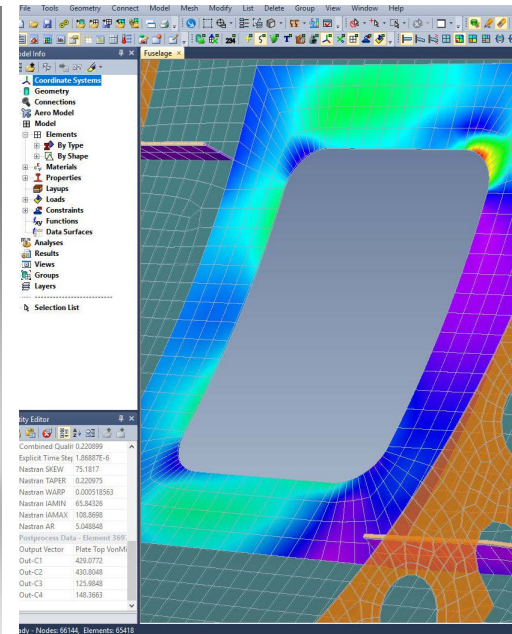 File Tools Geometry Connect Model Mesh Modify List Delete Group View Window Help
odel Info
Fuselage
Coordinate Systems
Geometry
Connections
Aero Model
Model
Elements
By Type
By Shape
Materials
Properties
Layups
Loads
Constraints
Functions
Data Surfaces
Analyses
Results
Views
Groups
Layers
Selection List
tity Editor
Combined Qualit 0.220899
Explicit Time Step 1.86887E-6
Nastran SKEW 75.1817
Nastran TAPER 0.220975
Nastran WARP 0.000518563
Nastran IAMIN 65.84326
Nastran IAMAX 108.8698
Nastran AR 5.048848
Postprocess Data - Element 369
Output Vector Plate Top VonMi
Out-C1 429.0772
Out-C2 430.8048
Out-C3 125.9848
Out-C4 148.3663
ady - Nodes: 66144, Elements: 65418